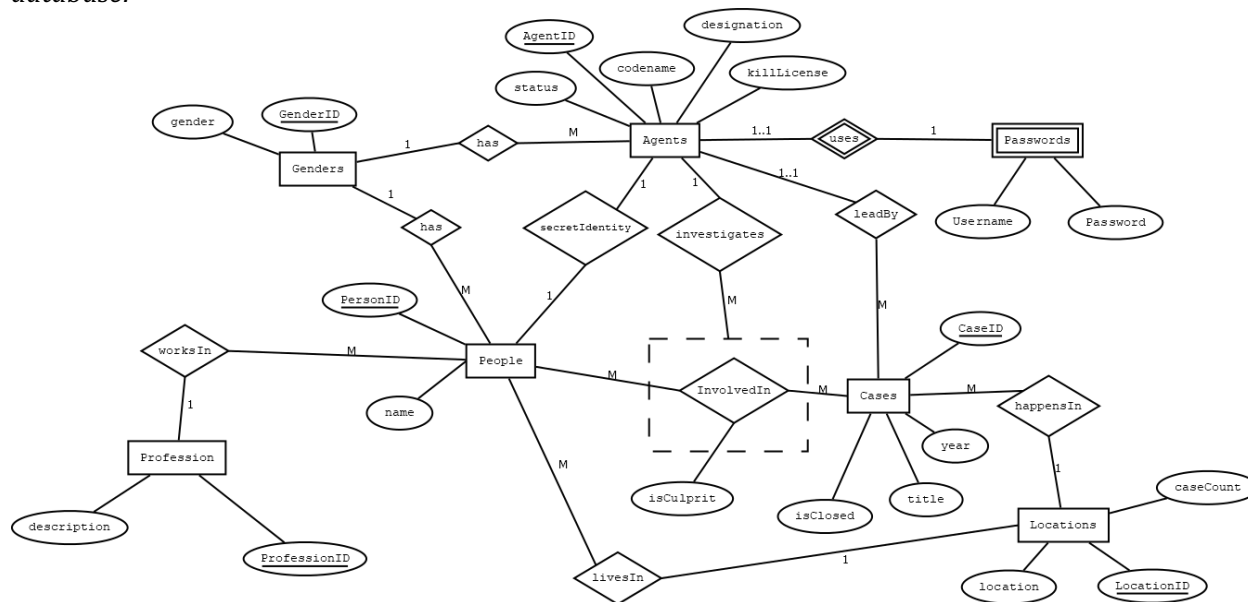 database.
designation
AgentID
codename
killLicense
status
GenderID
gender
1..1
uses
1
Passwords
M
Agents
has
1
Genders
1
1
1
1..1
leadBy
Username
Password
has
secretIdentity
investigates
M
1
M
M
PersonID
CaseID
worksIn
M
People
M
InvolvedIn
M
Cases
M
happensIn
1
name
year
Profession
M
1
isCulprit
title
isClosed
caseCount
description
Locations
ProfessionID
1
livesIn
location
LocationID